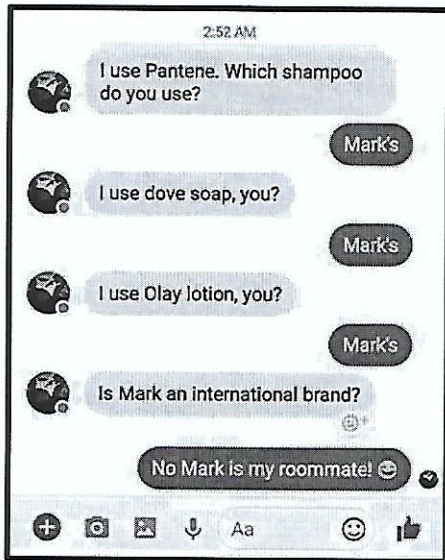 2:52 AM
I use Pantene. Which shampoo
do you use?
Mark's
I use dove soap, you?
Mark's
I use Olay lotion, you?
Mark's
Is Mark an international brand?
No Mark is my roommate! 😂
Aa